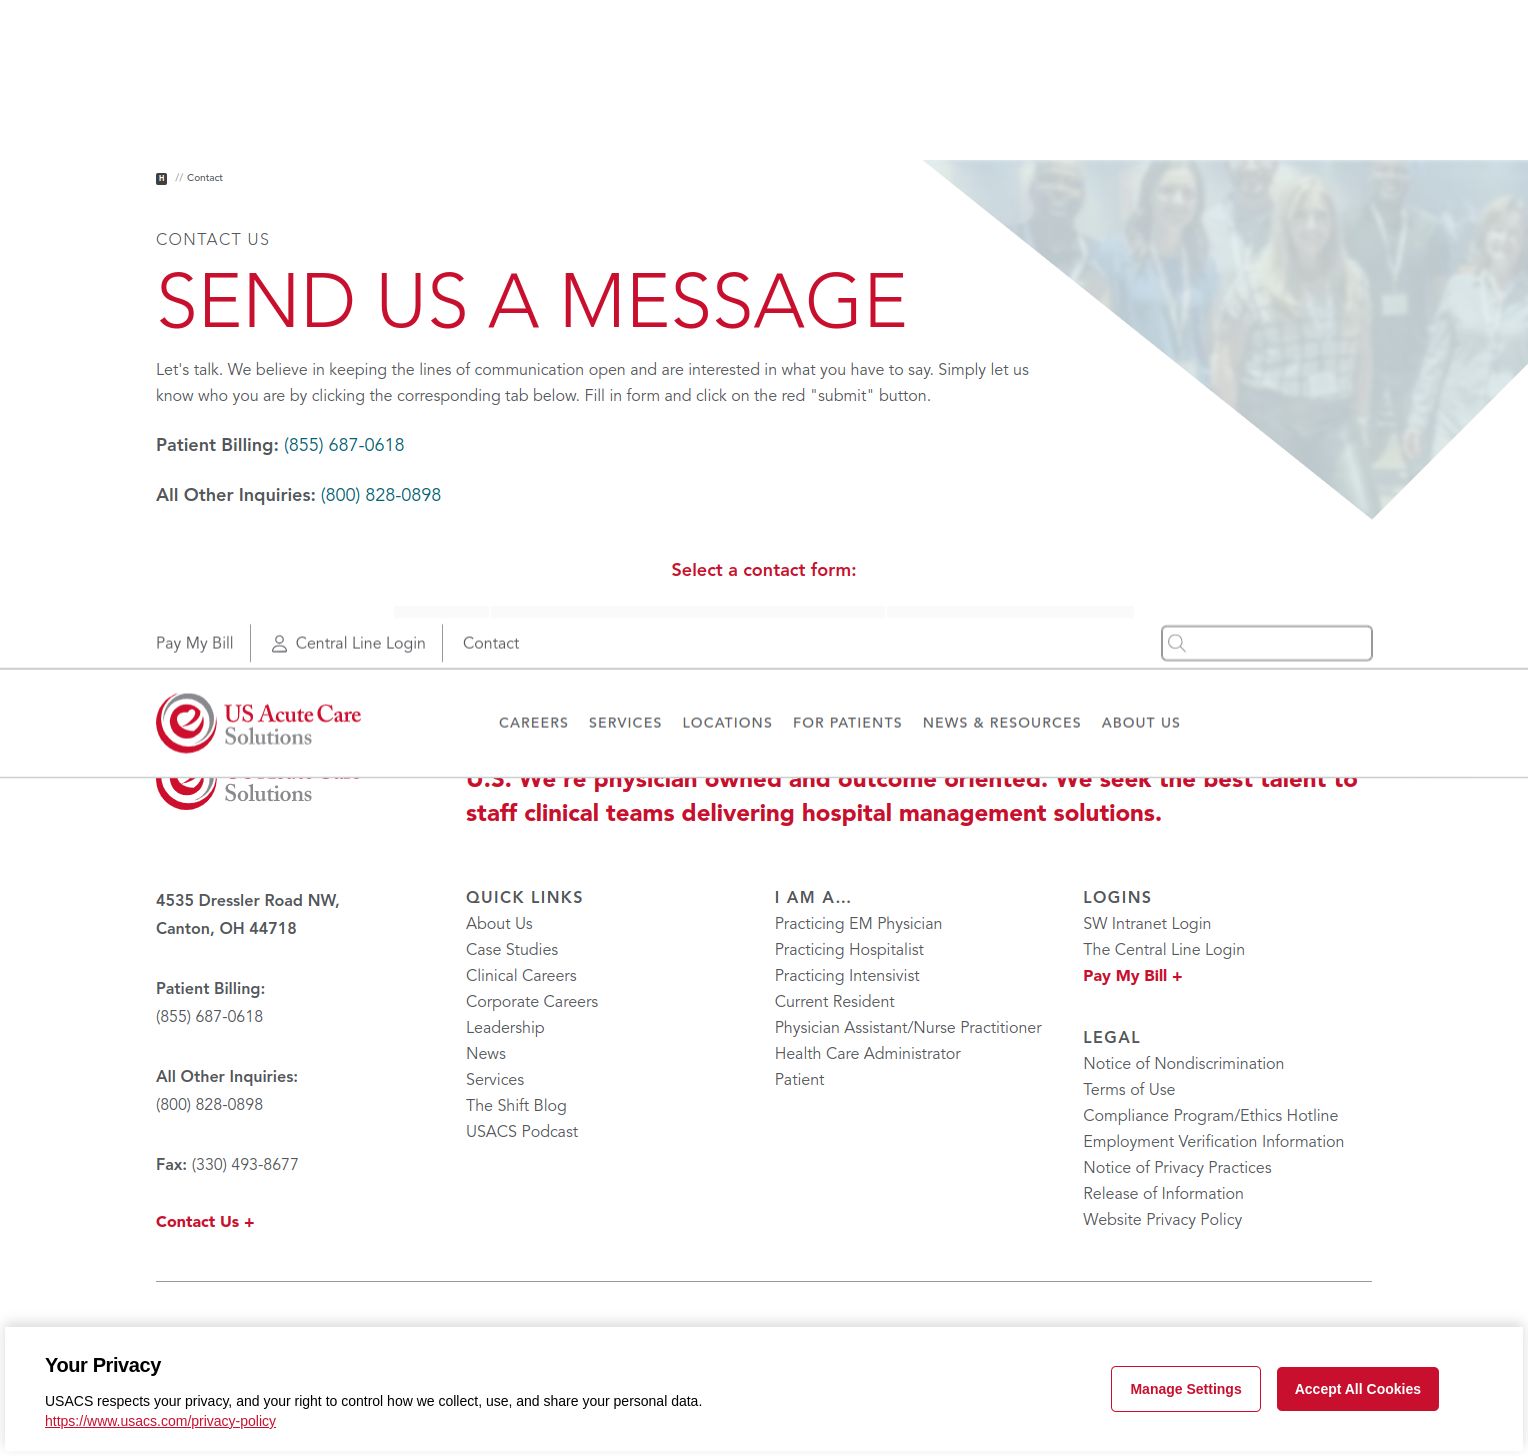 H // Contact
CONTACT US
SEND US A MESSAGE
Let's talk. We believe in keeping the lines of communication open and are interested in what you have to say. Simply let us
know who you are by clicking the corresponding tab below. Fill in form and click on the red "submit" button.
Patient Billing: (855) 687-0618
All Other Inquiries: (800) 828-0898
Select a contact form:
Pay My Bill
Central Line Login
Contact
US Acute Care
Solutions
CAREERS SERVICES LOCATIONS FOR PATIENTS NEWS & RESOURCES ABOUT US
Solutions
U.S. We're physician owned and outcome oriented. We seek the best talent to
staff clinical teams delivering hospital management solutions.
4535 Dressler Road NW,
Canton, OH 44718
Patient Billing:
(855) 687-0618
All Other Inquiries:
(800) 828-0898
Fax: (330) 493-8677
Contact Us +
QUICK LINKS
About Us
Case Studies
Clinical Careers
Corporate Careers
Leadership
News
Services
The Shift Blog
USACS Podcast
I AM A...
Practicing EM Physician
Practicing Hospitalist
Practicing Intensivist
Current Resident
Physician Assistant/Nurse Practitioner
Health Care Administrator
Patient
LOGINS
SW Intranet Login
The Central Line Login
Pay My Bill +
LEGAL
Notice of Nondiscrimination
Terms of Use
Compliance Program/Ethics Hotline
Employment Verification Information
Notice of Privacy Practices
Release of Information
Website Privacy Policy
Your Privacy
USACS respects your privacy, and your right to control how we collect, use, and share your personal data.
https://www.usacs.com/privacy-policy
Manage Settings
Accept All Cookies